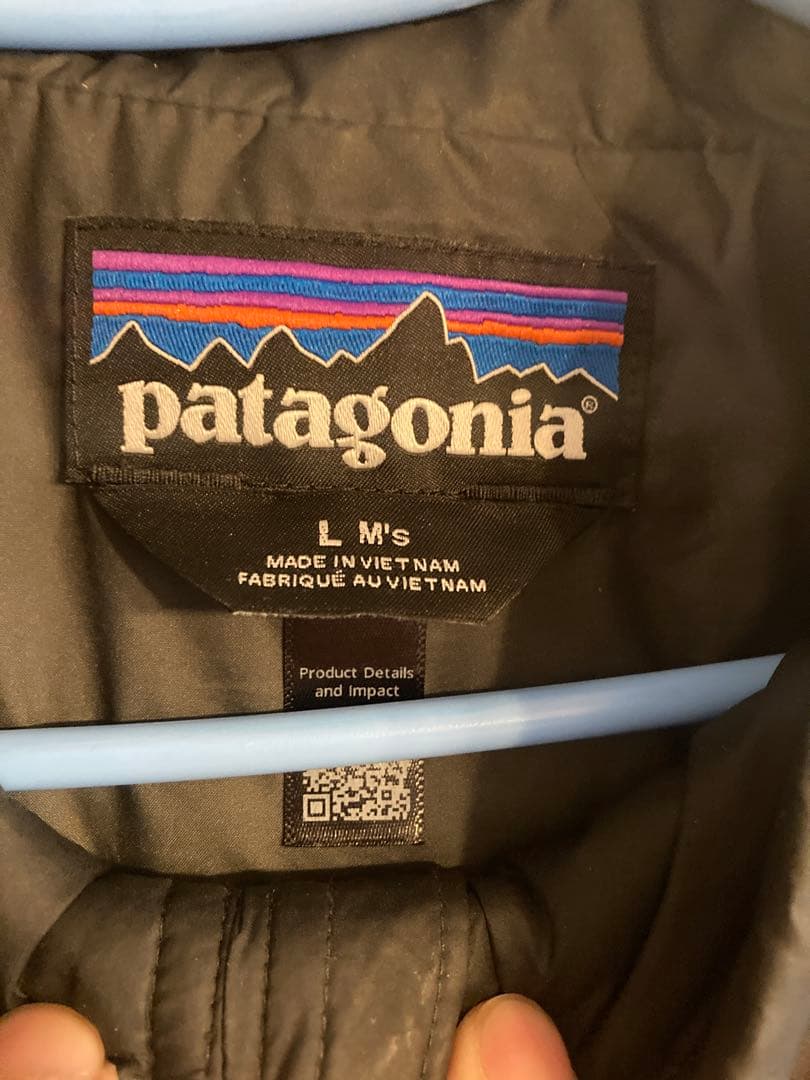 patagonia®
L M's
MADE IN VIETNAM
FABRIQUÉ AU VIETNAM
Product Details
and Impact